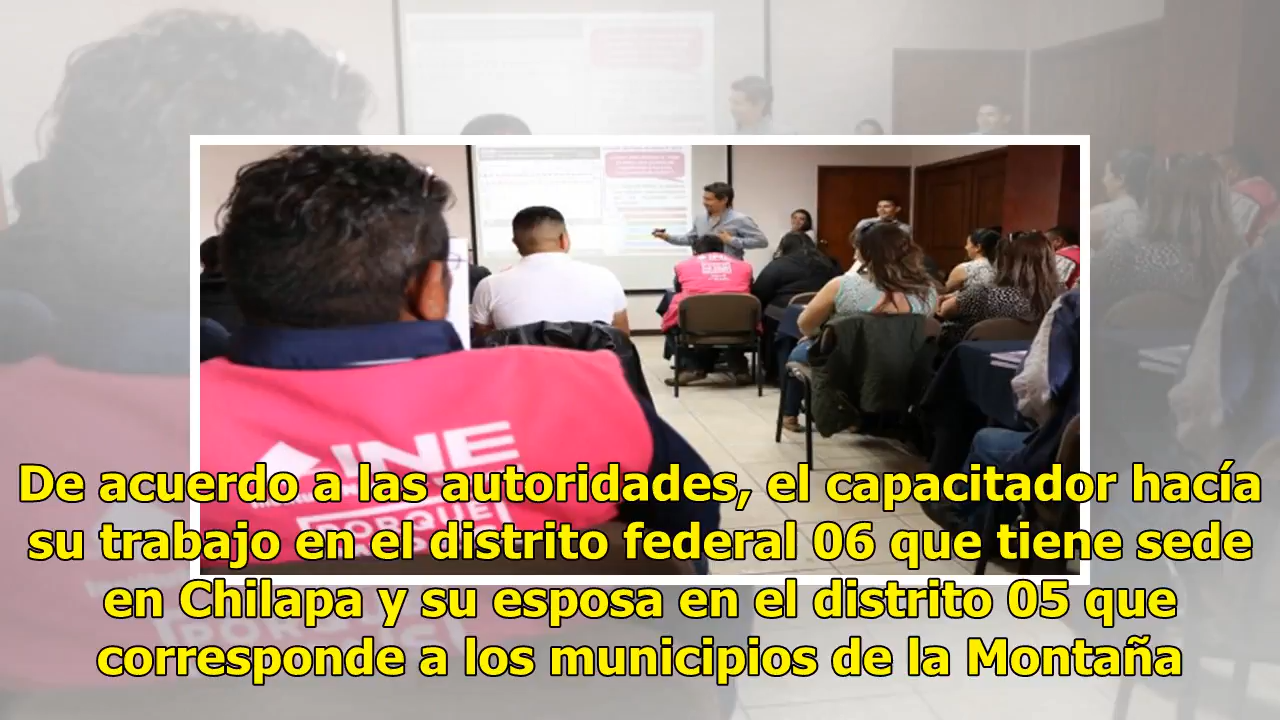 INE
PORQUE
De acuerdo a las autoridades, el capacitador hacía
su trabajo en el distrito federal 06 que tiene sede
en Chilapa y su esposa en el distrito 05 que
corresponde a los municipios de la Montaña